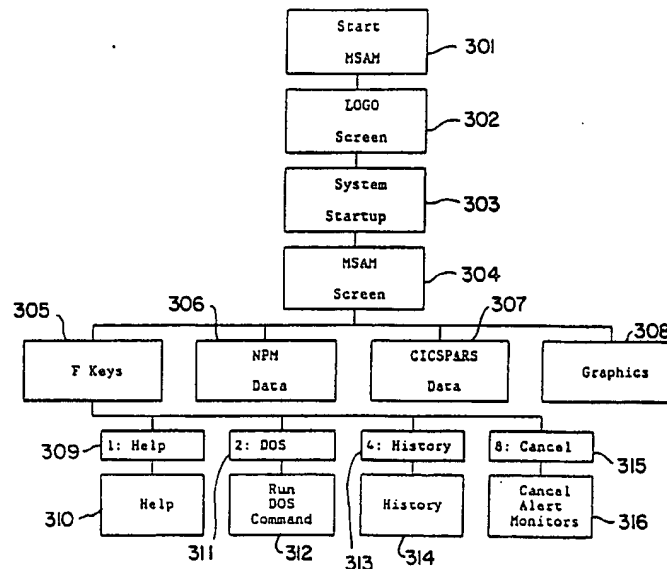 Start
MSAM
301
LOGO
Screen
302
System
Startup
303
MSAM
Screen
304
305
306
307
308
F Keys
NPM
Data
CICSPARS
Data
Graphics
309
1: Help
2: DOS
4: History
8: Cancel
315
310
Help
Run
DOS
Command
History
Cancel
Alert
Monitors
311
312
313
314
316